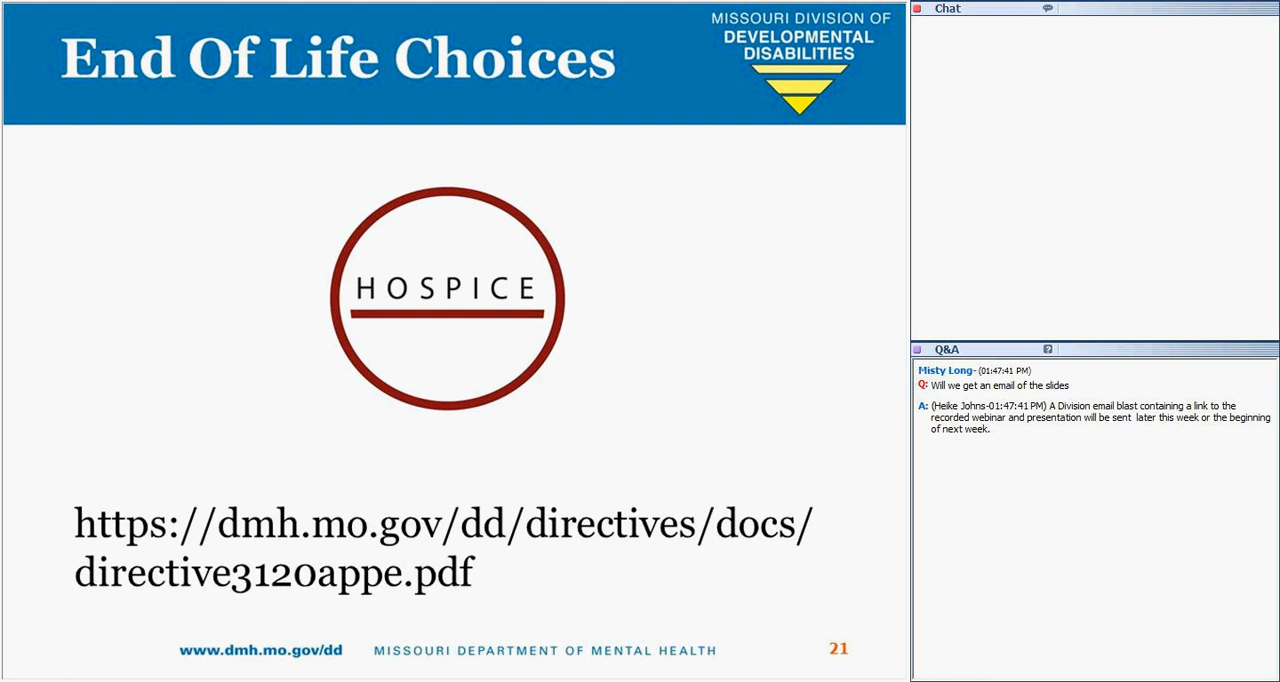 End Of Life Choices
MISSOURI DIVISION OF
DEVELOPMENTAL
DISABILITIES
HOSPICE
https://dmh.mo.gov/dd/directives/docs/
directive3120appe.pdf
www.dmh.mo.gov/dd MISSOURI DEPARTMENT OF MENTAL HEALTH 21
Chat
Q&A
Misty Long- (01:47:41 PM)
Q: Will we get an email of the slides
A: (Heike Johns-01:47:41 PM) A Division email blast containing a link to the
recorded webinar and presentation will be sent later this week or the beginning
of next week.